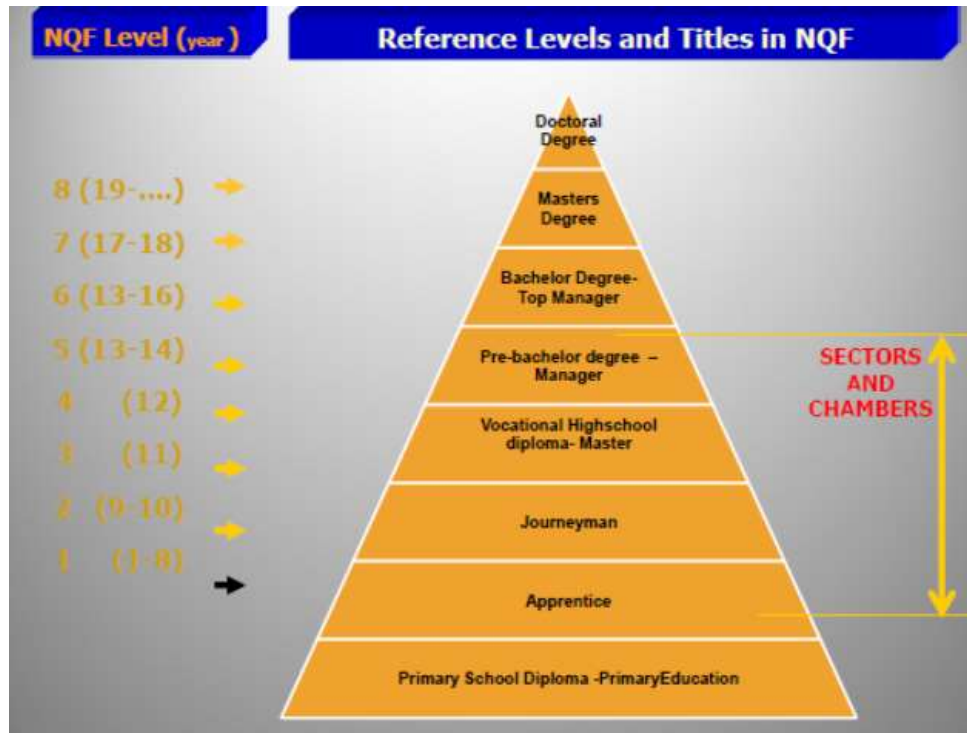 NQF Level (year)
Reference Levels and Titles in NQF
8 (19-....)
7 (17-18)
6 (13-16)
5 (13-14)
4 (12)
3 (11)
2 (9-10)
1 (1-8)
Doctoral
Degree
Masters
Degree
Bachelor Degree-
Top Manager
Pre-bachelor degree –
Manager
Vocational Highschool
diploma- Master
Journeyman
Apprentice
Primary School Diploma -PrimaryEducation
SECTORS
AND
CHAMBERS